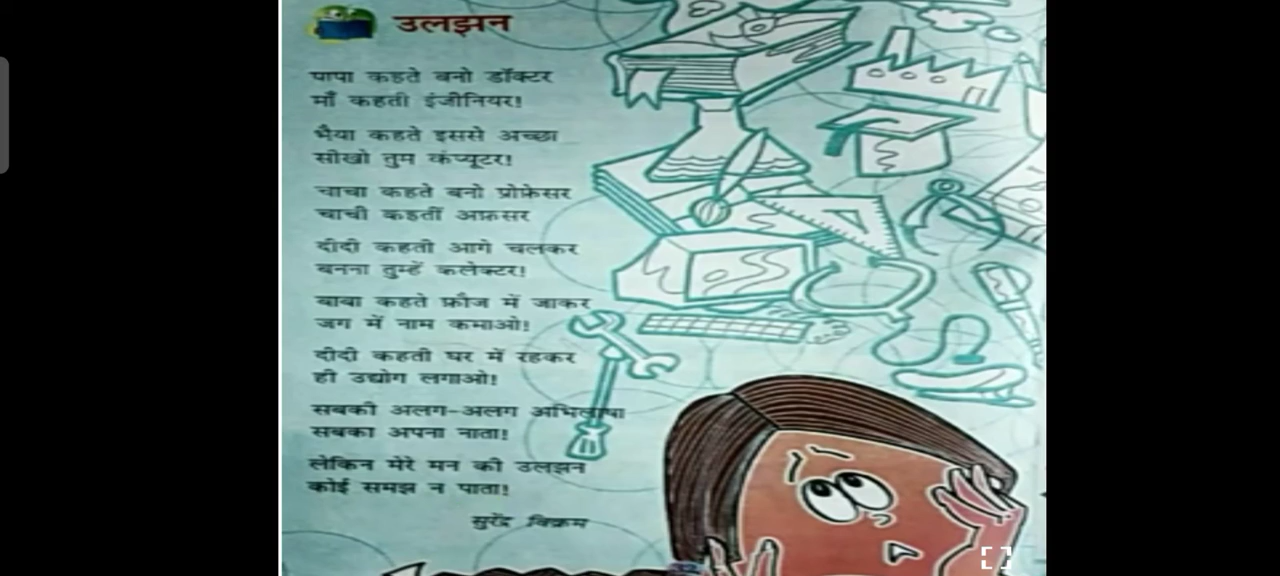 उलझन
पापा कहते बनो डॉक्टर
माँ कहती इंजीनियर!
भैया कहते इससे अच्छा
सीखो तुम कंप्यूटर!
चाचा कहते बनो प्रोफ़ेसर
चाची कहतीं अफ़सर
दीदी कहती आगे चलकर
बनना तुम्हें कलेक्टर!
बाबा कहते फ़ौज में जाकर
जग में नाम कमाओ!
दीदी कहती घर में रहकर
ही उद्योग लगाओ!
सबकी अलग-अलग अभिलाषा
सबका अपना नाता!
लेकिन मेरे मन की उलझन
कोई समझ न पाता!
सुरेंद्र विक्रम